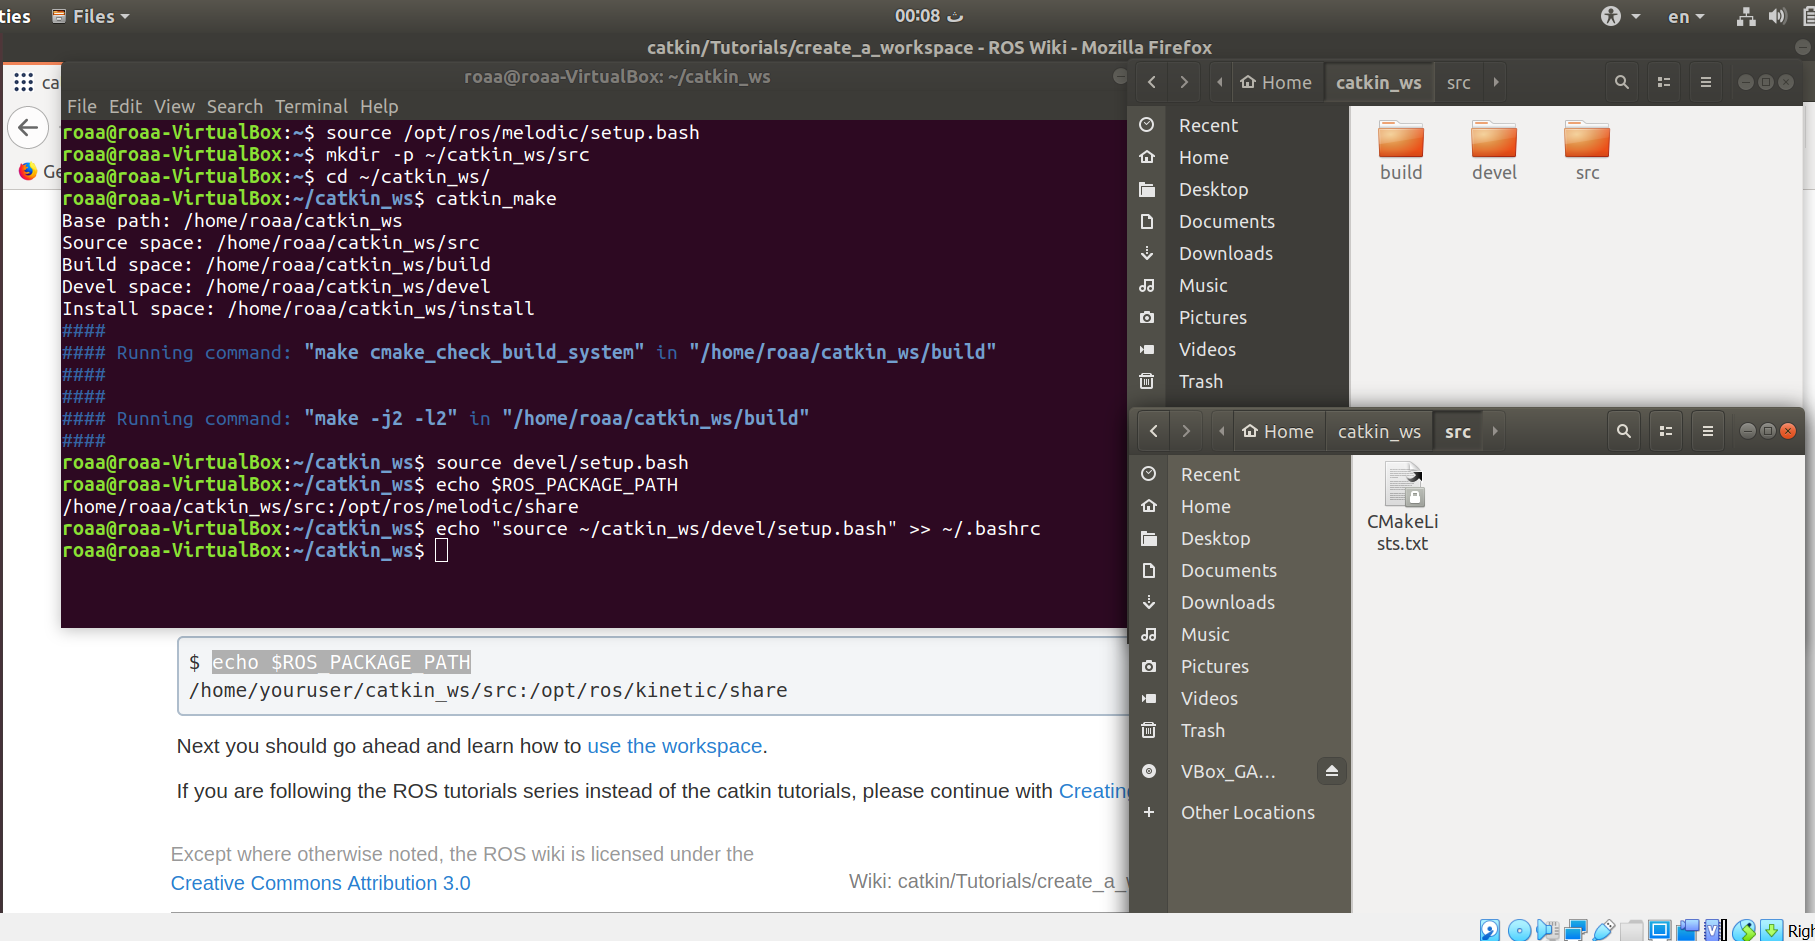 ties Files ث 00:08 en
catkin/Tutorials/create_a_workspace - ROS Wiki - Mozilla Firefox
ca
Ge
roaa@roaa-VirtualBox: ~/catkin_ws
File Edit View Search Terminal Help
roaa@roaa-VirtualBox:~$ source /opt/ros/melodic/setup.bash
roaa@roaa-VirtualBox:~$ mkdir -p ~/catkin_ws/src
roaa@roaa-VirtualBox:~$ cd ~/catkin_ws/
roaa@roaa-VirtualBox:~/catkin_ws$ catkin_make
Base path: /home/roaa/catkin_ws
Source space: /home/roaa/catkin_ws/src
Build space: /home/roaa/catkin_ws/build
Devel space: /home/roaa/catkin_ws/devel
Install space: /home/roaa/catkin_ws/install
####
#### Running command: "make cmake_check_build_system" in "/home/roaa/catkin_ws/build"
####
####
#### Running command: "make -j2 -l2" in "/home/roaa/catkin_ws/build"
####
roaa@roaa-VirtualBox:~/catkin_ws$ source devel/setup.bash
roaa@roaa-VirtualBox:~/catkin_ws$ echo $ROS_PACKAGE_PATH
/home/roaa/catkin_ws/src:/opt/ros/melodic/share
roaa@roaa-VirtualBox:~/catkin_ws$ echo "source ~/catkin_ws/devel/setup.bash" >> ~/.bashrc
roaa@roaa-VirtualBox:~/catkin_ws$
$ echo $ROS_PACKAGE_PATH
/home/youruser/catkin_ws/src:/opt/ros/kinetic/share
Next you should go ahead and learn how to use the workspace.
If you are following the ROS tutorials series instead of the catkin tutorials, please continue with Creating
Except where otherwise noted, the ROS wiki is licensed under the
Creative Commons Attribution 3.0
Wiki: catkin/Tutorials/create_a_w
Home catkin_ws src
Recent
Home
Desktop
Documents
Downloads
Music
Pictures
Videos
Trash
build devel src
Home catkin_ws src
Recent
Home
Desktop
Documents
Downloads
Music
Pictures
Videos
Trash
VBox_GA...
+ Other Locations
CMakeLi
sts.txt
Righ